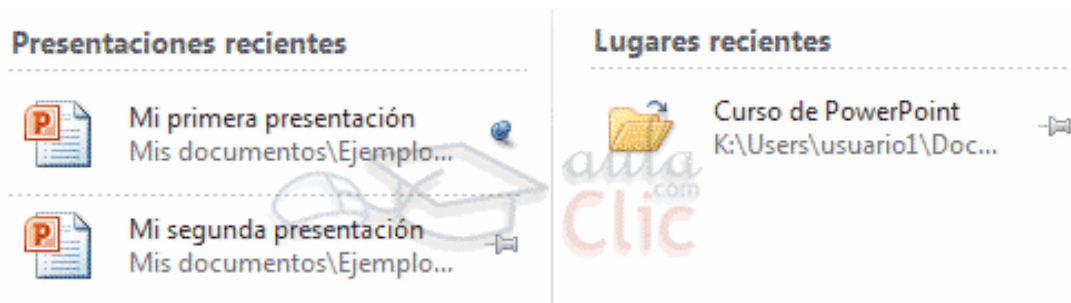 Presentaciones recientes
Mi primera presentación
Mis documentos\Ejemplo...
Mi segunda presentación
Mis documentos\Ejemplo...
Lugares recientes
Curso de PowerPoint
K:\Users\usuario1\Doc...
aula
.com
Clic